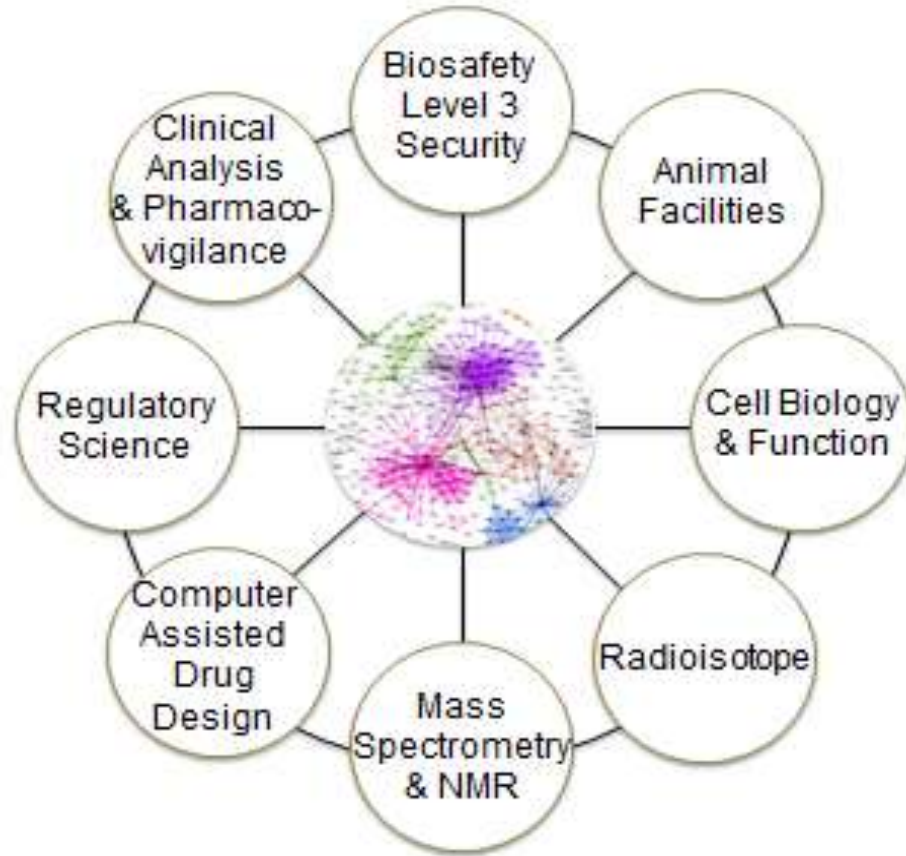 Biosafety
Level 3
Security
Animal
Facilities
Cell Biology
& Function
Radioisotope
Mass
Spectrometry
& NMR
Computer
Assisted
Drug
Design
Regulatory
Science
Clinical
Analysis
& Pharmaco-
vigilance